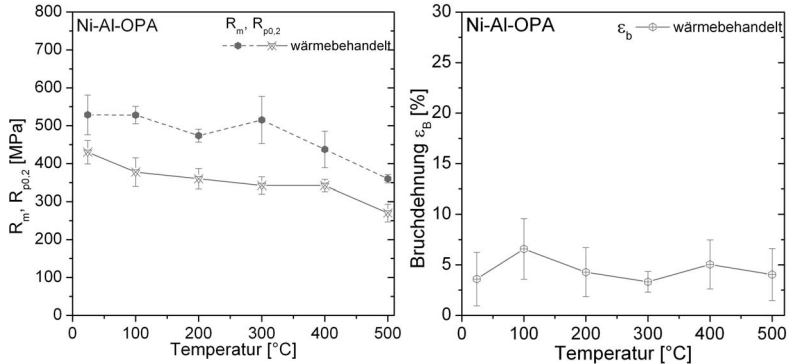 Ni-Al-OPA
Rm, Rp0,2
wärmebehandelt
Rm, Rp0,2 [MPa]
800
700
600
500
400
300
200
100
0
0 100 200 300 400 500
Temperatur [°C]
Ni-Al-OPA
εb wärmebehandelt
Bruchdehnung εB [%]
30
25
20
15
10
5
0
0 100 200 300 400 500
Temperatur [°C]